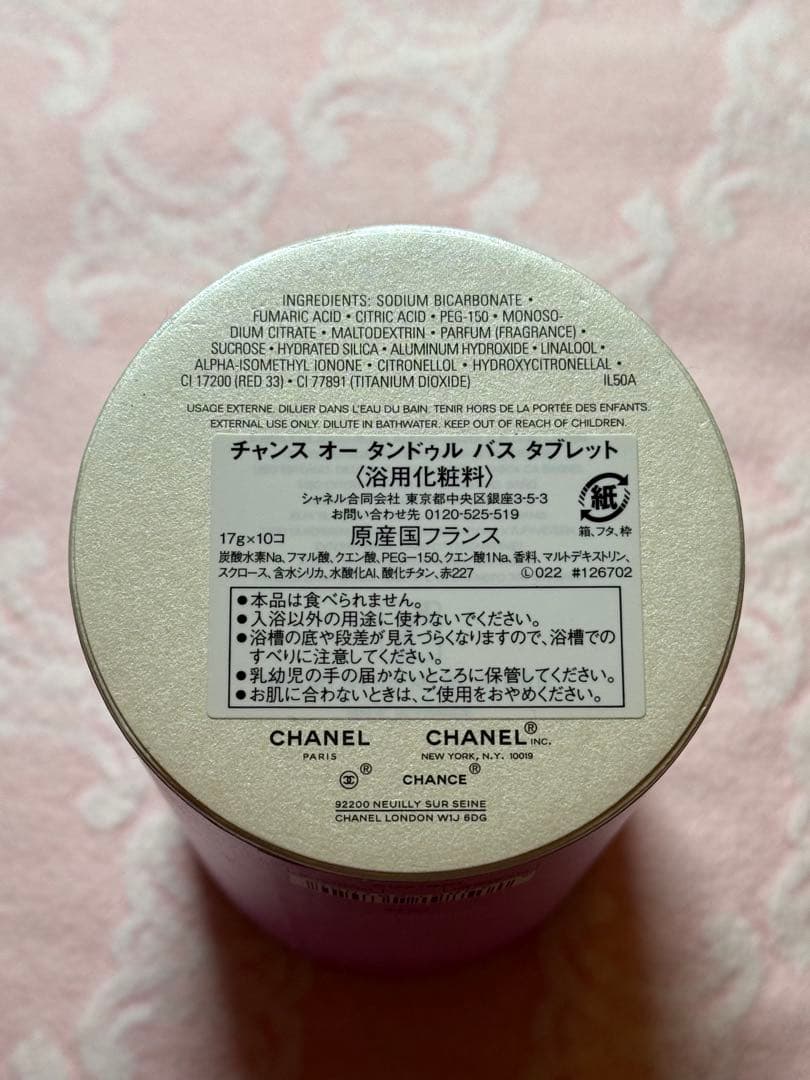 INGREDIENTS: SODIUM BICARBONATE •
FUMARIC ACID • CITRIC ACID • PEG-150 • MONOSO-
DIUM CITRATE • MALTODEXTRIN • PARFUM (FRAGRANCE) •
SUCROSE • HYDRATED SILICA • ALUMINUM HYDROXIDE • LINALOOL •
ALPHA-ISOMETHYL IONONE • CITRONELLOL • HYDROXYCITRONELLAL •
CI 17200 (RED 33) • CI 77891 (TITANIUM DIOXIDE) IL50A
USAGE EXTERNE. DILUER DANS L'EAU DU BAIN. TENIR HORS DE LA PORTÉE DES ENFANTS.
EXTERNAL USE ONLY. DILUTE IN BATHWATER. KEEP OUT OF REACH OF CHILDREN.
チャンス オー タンドゥル バス タブレット
〈浴用化粧料〉
シャネル合同会社 東京都中央区銀座3-5-3
お問い合わせ先 0120-525-519
紙
箱、フタ、枠
17g×10コ 原産国フランス
炭酸水素Na、フマル酸、クエン酸、PEG-150、クエン酸1Na、香料、マルトデキストリン、
スクロース、含水シリカ、水酸化Al、酸化チタン、赤227 Ⓛ022 #126702
●本品は食べられません。
●入浴以外の用途に使わないでください。
●浴槽の底や段差が見えづらくなりますので、浴槽での
すべりに注意してください。
●乳幼児の手の届かないところに保管してください。
●お肌に合わないときは、ご使用をおやめください。
CHANEL CHANEL® INC.
PARIS NEW YORK, N.Y. 10019
® CHANCE®
92200 NEUILLY SUR SEINE
CHANEL LONDON W1J 6DG